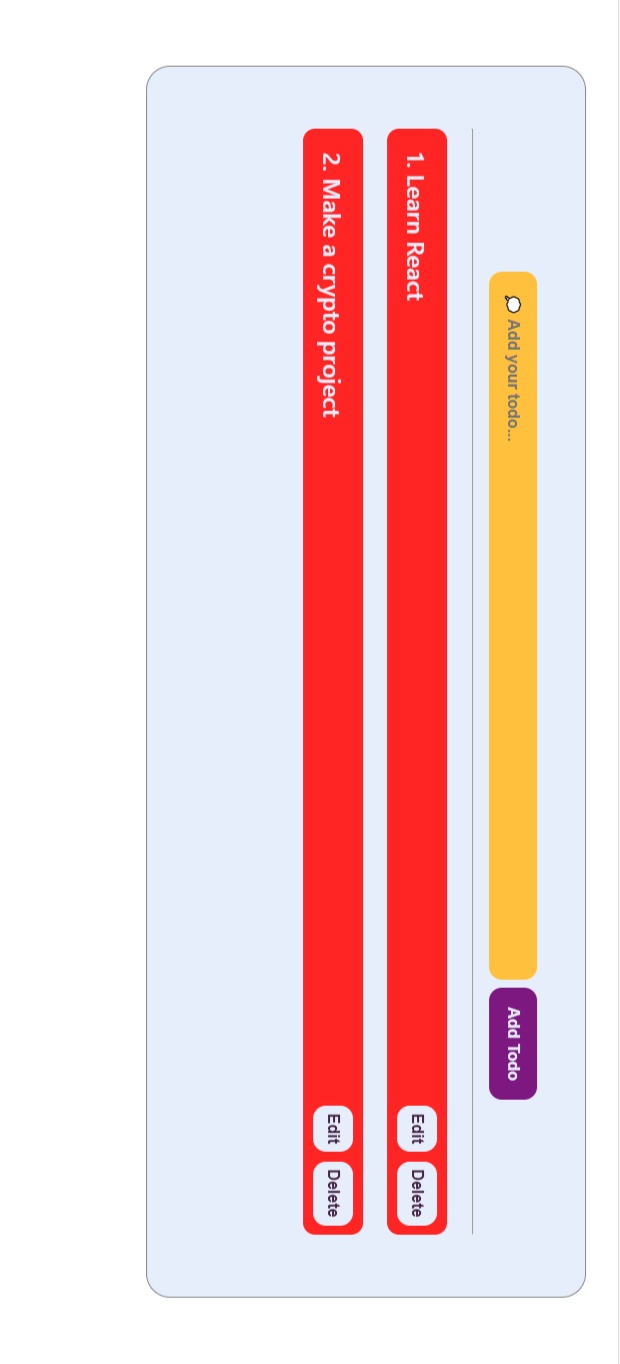 💭 Add your todo...
Add Todo
1. Learn React
Edit
Delete
2. Make a crypto project
Edit
Delete